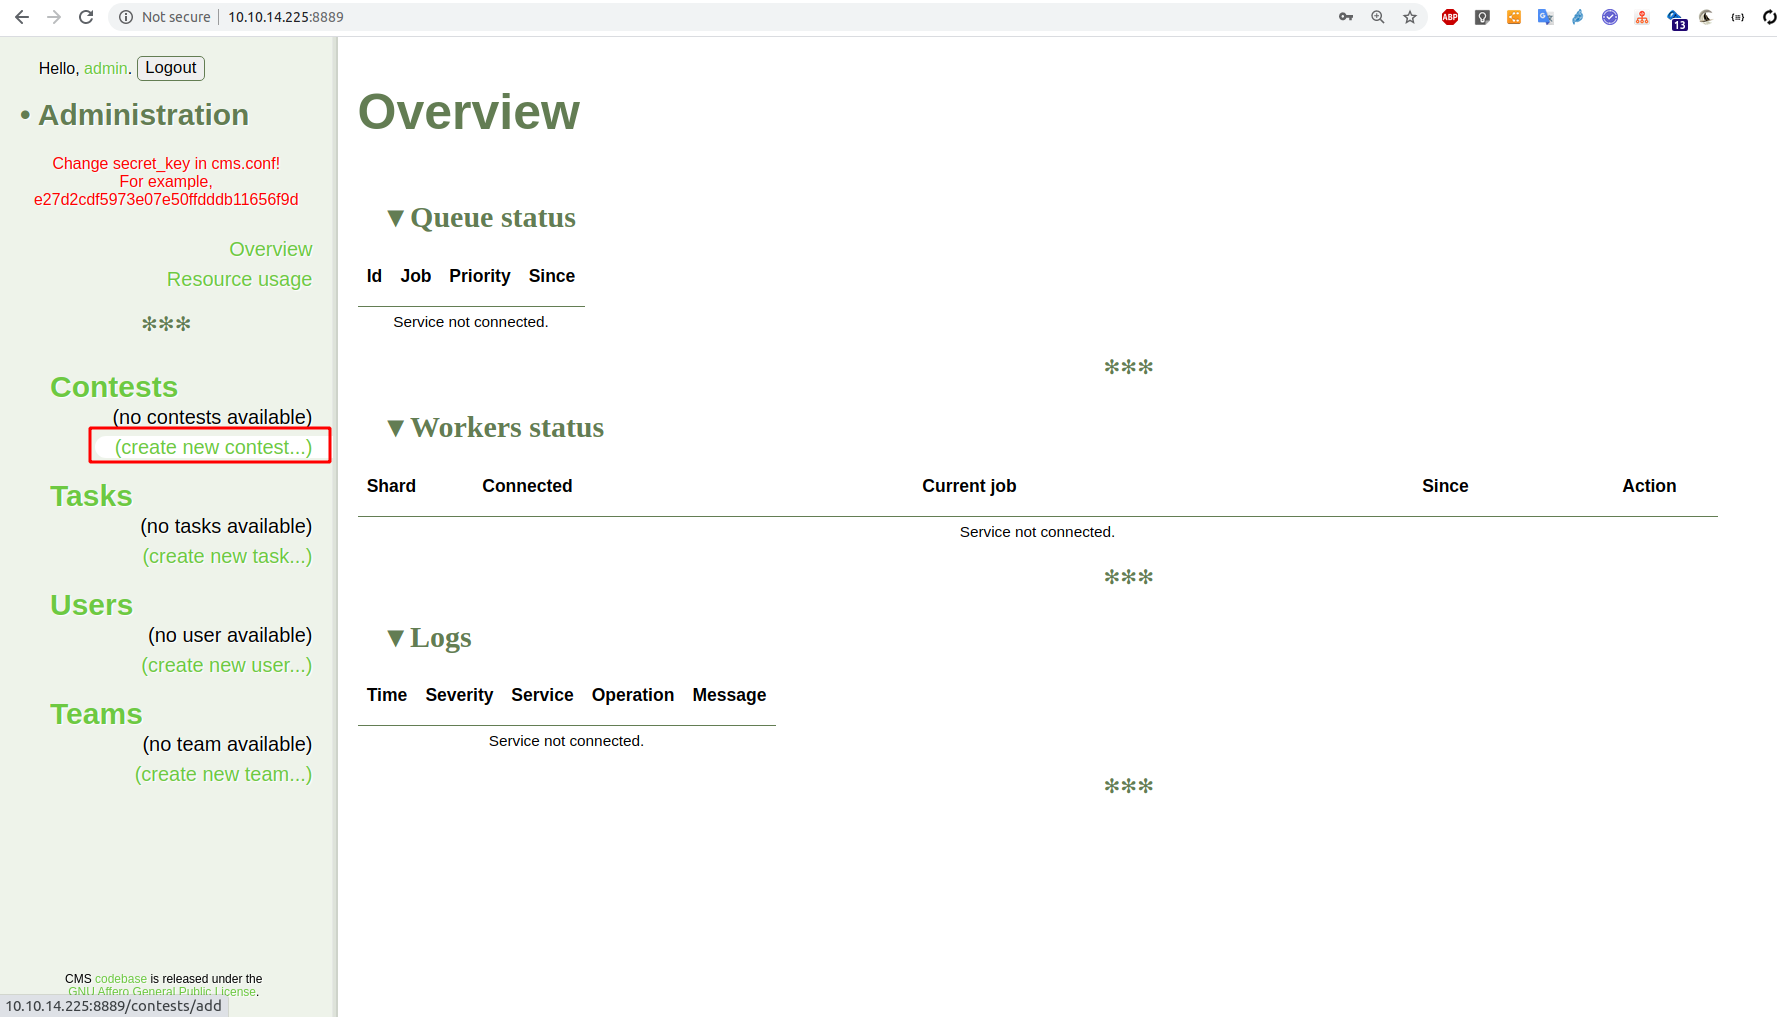 Not secure | 10.10.14.225:8889
ABP
13
Hello, admin. Logout
• Administration
Change secret_key in cms.conf!
For example,
e27d2cdf5973e07e50ffdddb11656f9d
Overview
Resource usage
✻✻✻
Contests
(no contests available)
(create new contest...)
Tasks
(no tasks available)
(create new task...)
Users
(no user available)
(create new user...)
Teams
(no team available)
(create new team...)
CMS codebase is released under the
GNU Affero General Public License.
10.10.14.225:8889/contests/add
Overview
▼ Queue status
Id Job Priority Since
Service not connected.
✻✻✻
▼ Workers status
Shard Connected Current job Since Action
Service not connected.
✻✻✻
▼ Logs
Time Severity Service Operation Message
Service not connected.
✻✻✻